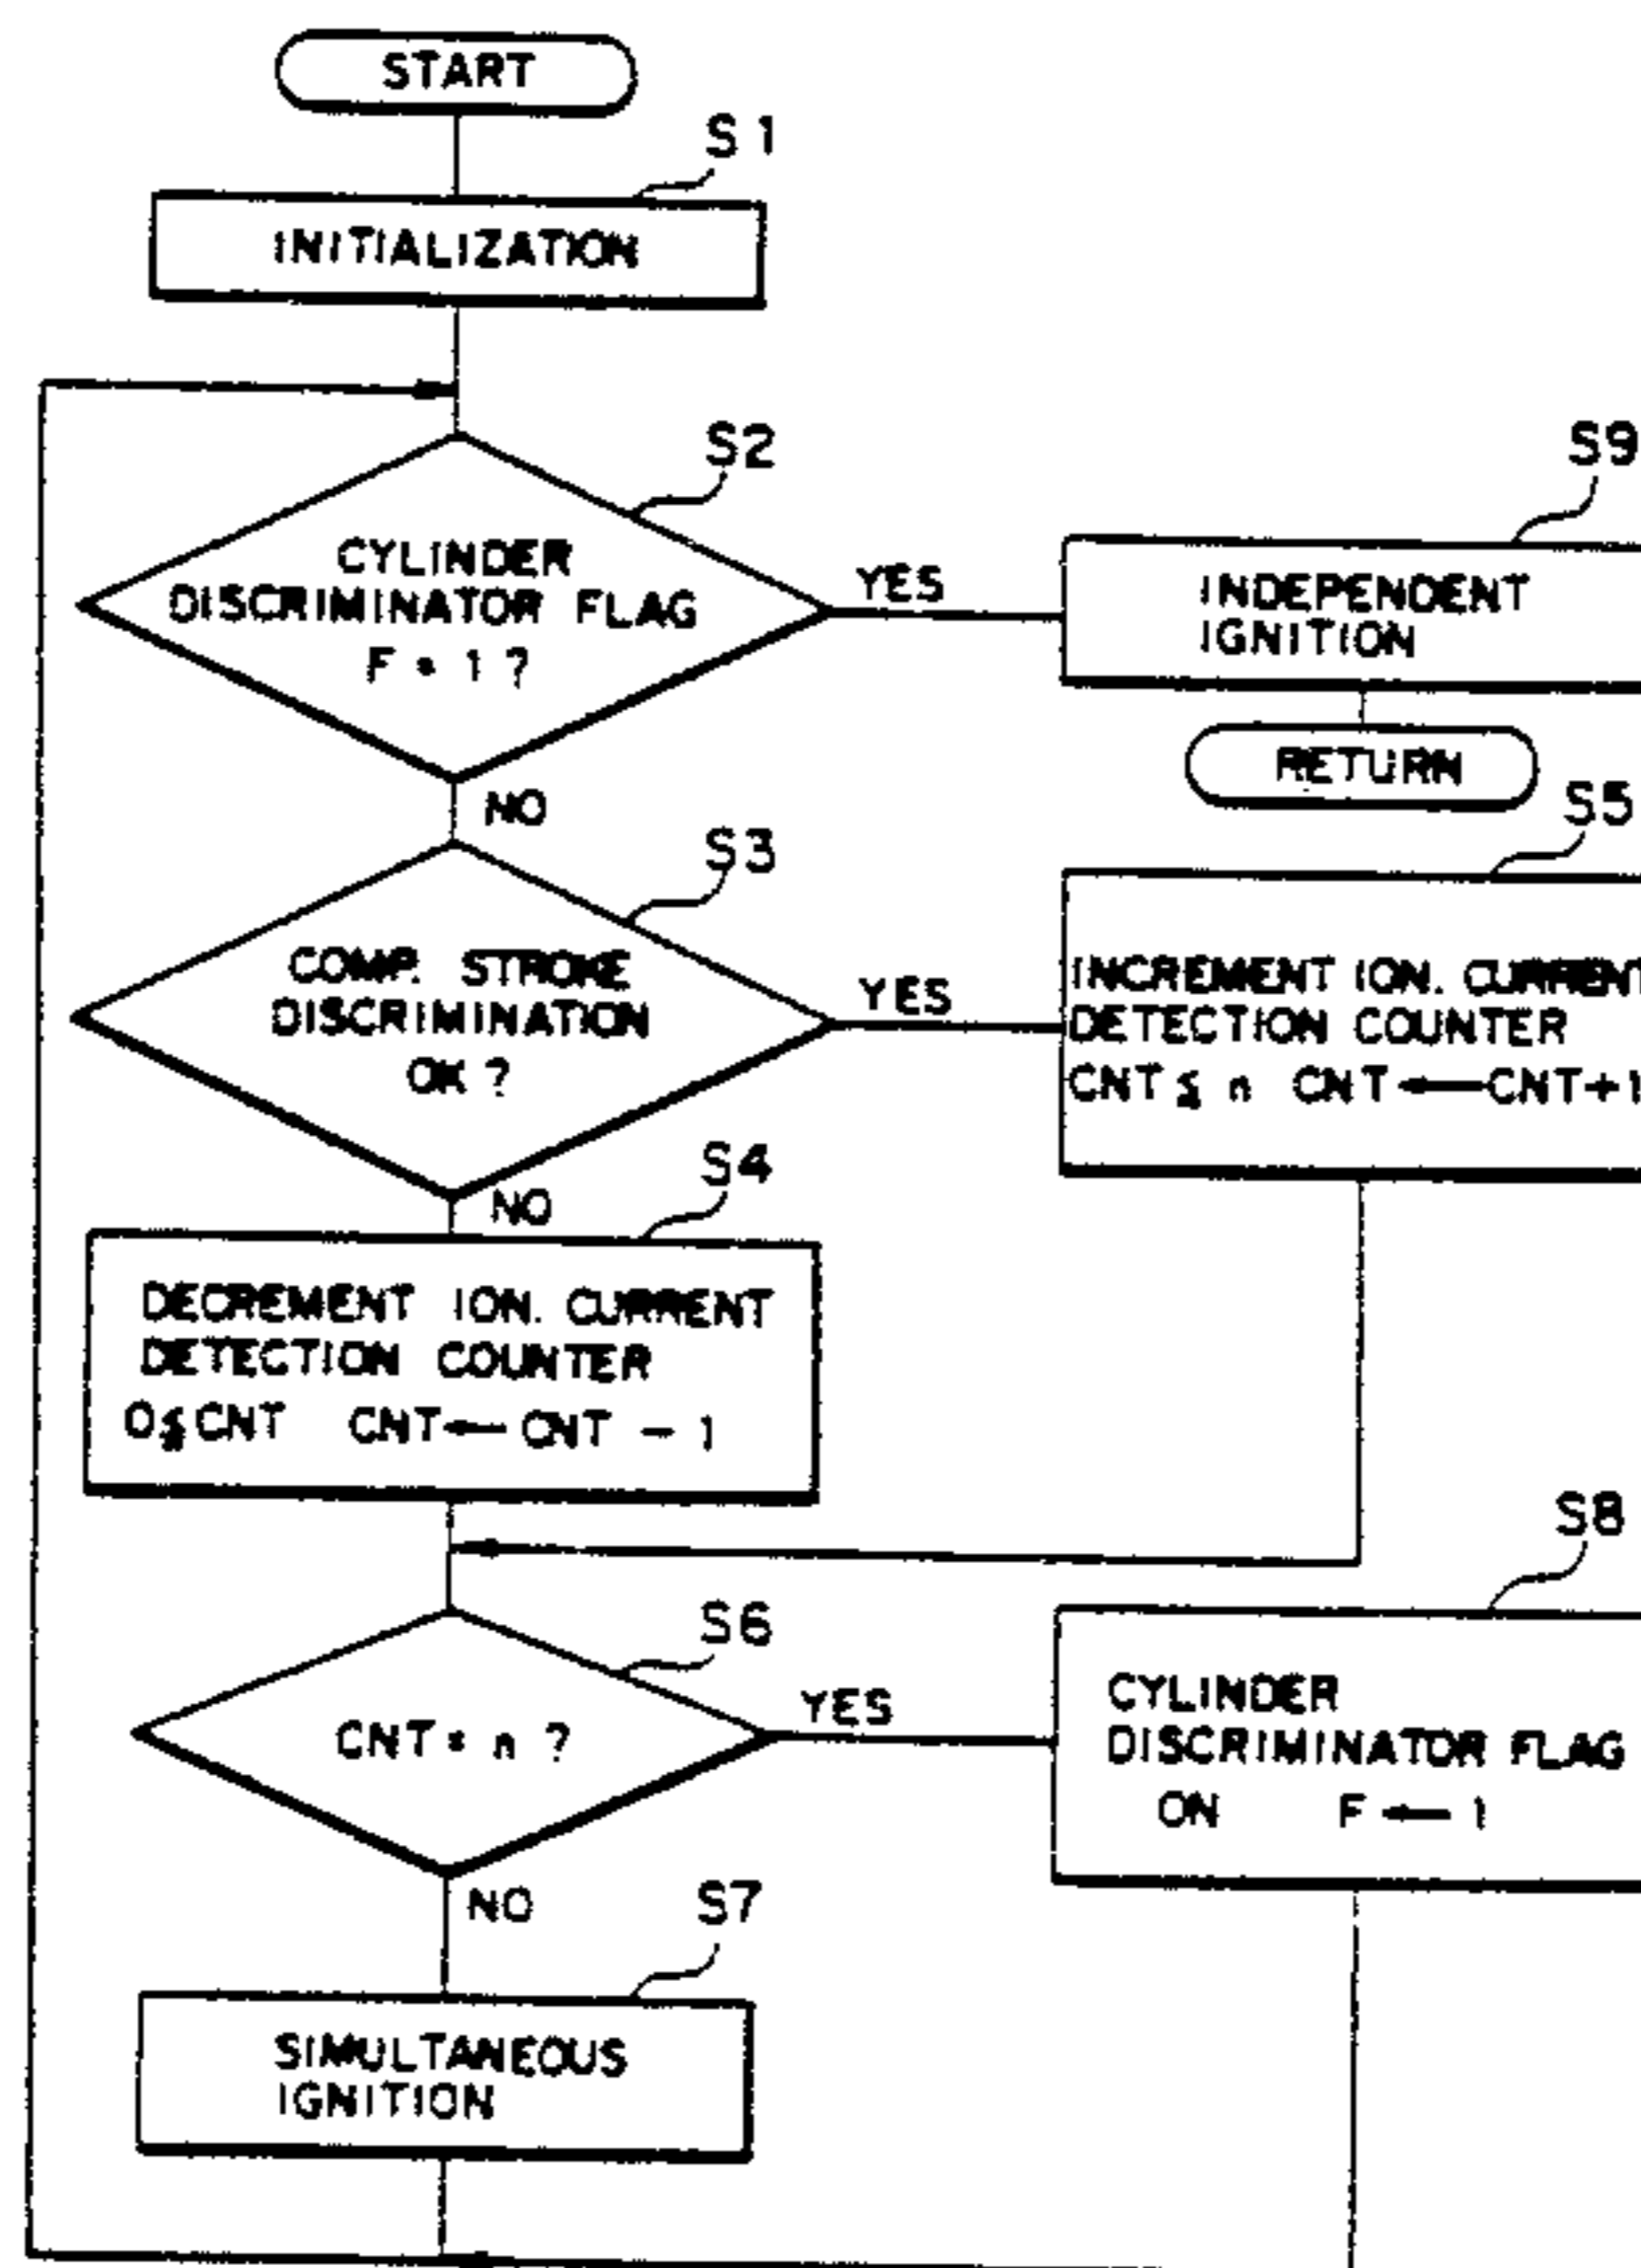 START
S1
INITIALIZATION
S2
CYLINDER
DISCRIMINATOR FLAG
F = 1 ?
YES
S9
INDEPENDENT
IGNITION
RETURN
NO
S3
COMP. STROKE
DISCRIMINATION
OK ?
YES
S5
INCREMENT ION. CURRENT
DETECTION COUNTER
CNT ≦ n CNT ← CNT+1
NO
S4
DECREMENT ION. CURRENT
DETECTION COUNTER
0 ≦ CNT CNT ← CNT - 1
S6
CNT = n ?
YES
S8
CYLINDER
DISCRIMINATOR FLAG
ON F ← 1
NO
S7
SIMULTANEOUS
IGNITION